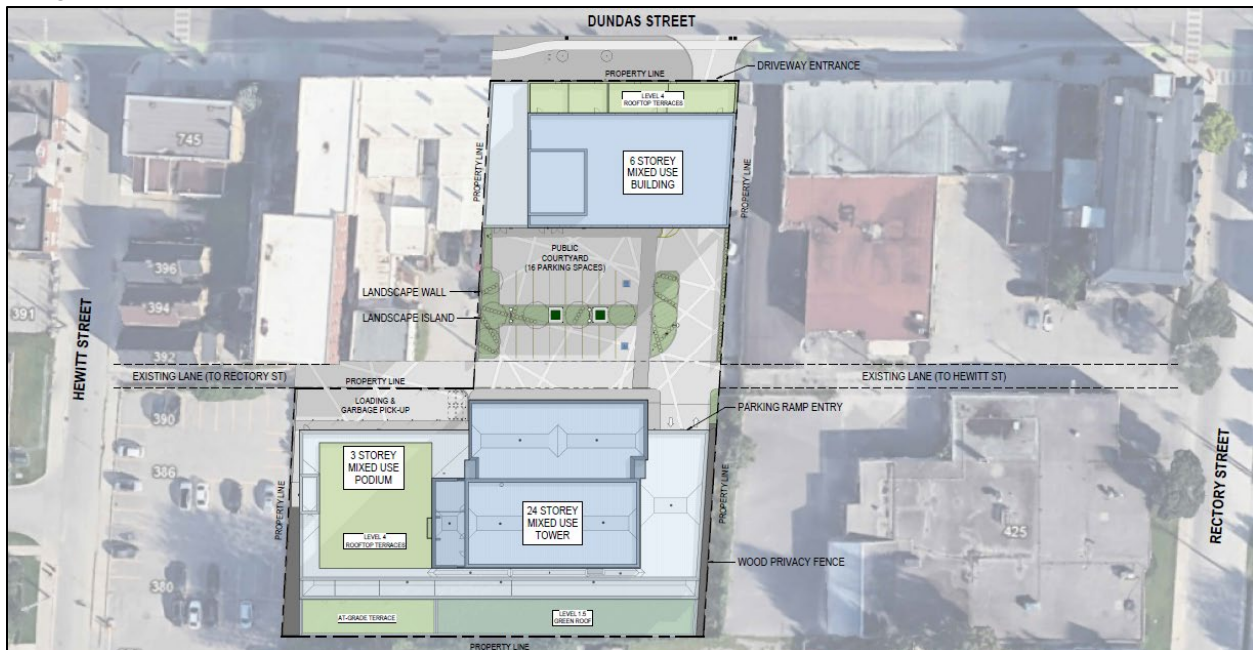 DUNDAS STREET
DRIVEWAY ENTRANCE
PROPERTY LINE
LEVEL 4
ROOFTOP TERRACES
745
PROPERTY LINE
6 STOREY
MIXED USE
BUILDING
PROPERTY LINE
396
PUBLIC
COURTYARD
(16 PARKING SPACES)
LANDSCAPE WALL
394
391
LANDSCAPE ISLAND
HEWITT STREET
392
EXISTING LANE (TO RECTORY ST)
PROPERTY LINE
EXISTING LANE (TO HEWITT ST)
LOADING &
GARBAGE PICK-UP
390
PARKING RAMP ENTRY
386
3 STOREY
MIXED USE
PODIUM
RECTORY STREET
PROPERTY LINE
24 STOREY
MIXED USE
TOWER
PROPERTY LINE
425
LEVEL 4
ROOFTOP TERRACES
WOOD PRIVACY FENCE
380
AT-GRADE TERRACE
LEVEL 1.5
GREEN ROOF
PROPERTY LINE